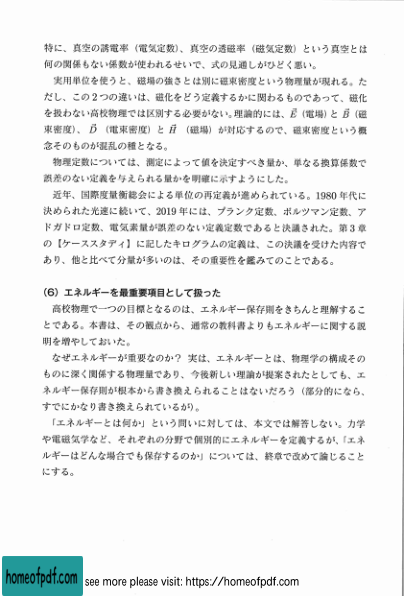 特に、真空の誘電率（電気定数）、真空の透磁率（磁気定数）という真空とは
何の関係もない係数が使われるせいで、式の見通しがひどく悪い。
実用単位を使うと、磁場の強さとは別に磁束密度という物理量が現れる。た
だし、この2つの違いは、磁化をどう定義するかに関わるものであって、磁化
を扱わない高校物理では区別する必要がない。理論的には、E⃗（電場）と B⃗（磁
束密度）、D⃗（電束密度）と H⃗（磁場）が対応するので、磁束密度という概
念そのものが混乱の種となる。
物理定数については、測定によって値を決定すべき量か、単なる換算係数で
誤差のない定義を与えられる量かを明確に示すようにした。
近年、国際度量衡総会による単位の再定義が進められている。1980年代に
決められた光速に続いて、2019年には、プランク定数、ボルツマン定数、ア
ボガドロ定数、電気素量が誤差のない定義定数であると決議された。第3章
の【ケーススタディ】に記したキログラムの定義は、この決議を受けた内容で
あり、他と比べて分量が多いのは、その重要性を鑑みてのことである。
(6) エネルギーを最重要項目として扱った
高校物理で一つの目標となるのは、エネルギー保存則をきちんと理解するこ
とである。本書は、その観点から、通常の教科書よりもエネルギーに関する説
明を増やしておいた。
なぜエネルギーが重要なのか？ 実は、エネルギーとは、物理学の構成その
ものに深く関係する物理量であり、今後新しい理論が提案されたとしても、エ
ネルギー保存則が根本から書き換えられることはないだろう（部分的になら、
すでにかなり書き換えられているが）。
「エネルギーとは何か」という問いに対しては、本文では解答しない。力学
や電磁気学など、それぞれの分野で個別的にエネルギーを定義するが、「エネ
ルギーはどんな場合でも保存するのか」については、終章で改めて論じること
にする。
homeofpdf.com
see more please visit: https://homeofpdf.com